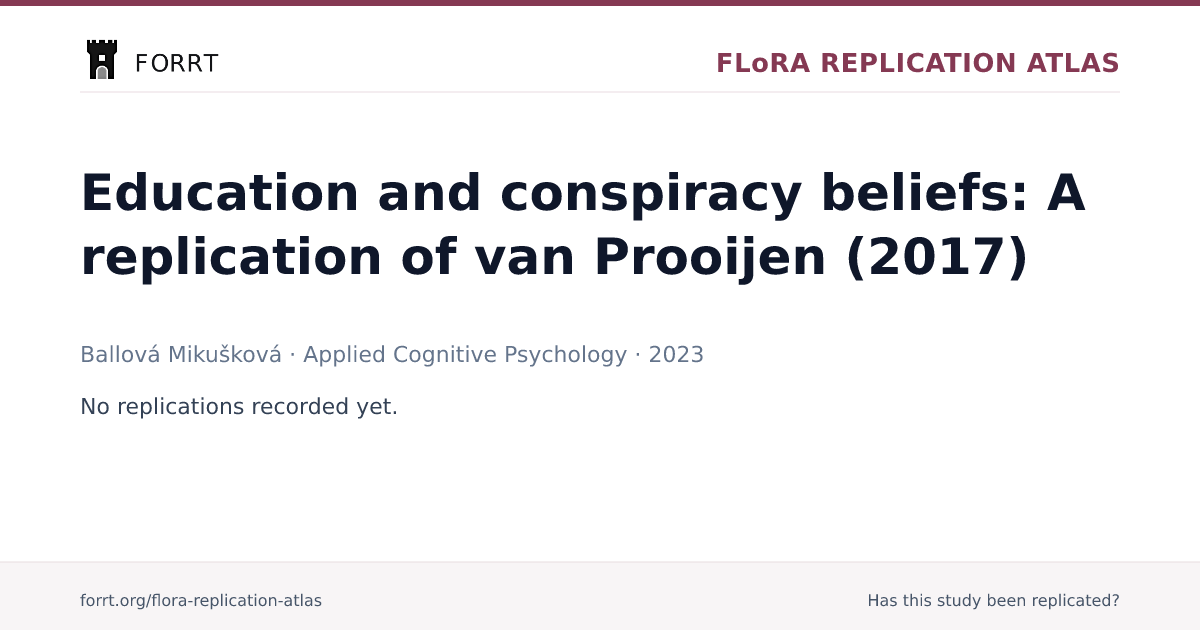 FORRT
FLoRA REPLICATION ATLAS
Education and conspiracy beliefs: A
replication of van Prooijen (2017)
Ballová Mikušková · Applied Cognitive Psychology · 2023
No replications recorded yet.
forrt.org/flora-replication-atlas
Has this study been replicated?